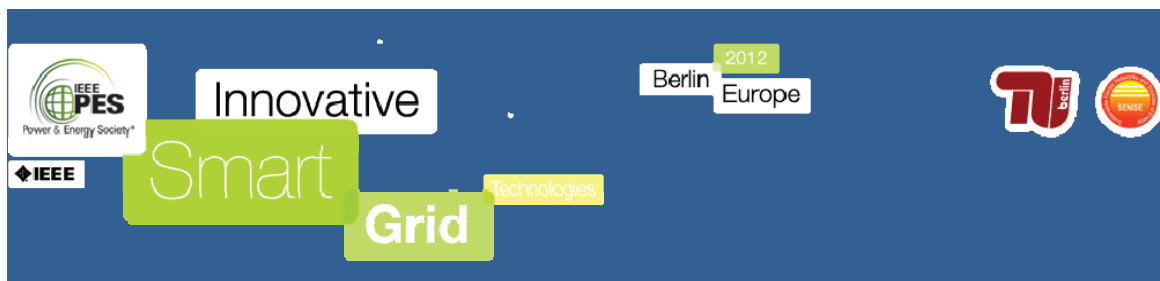 IEEE
PES
Power & Energy Society®
IEEE
Innovative
Smart
Grid
Technologies
2012
Berlin
Europe
berlin
SENSE